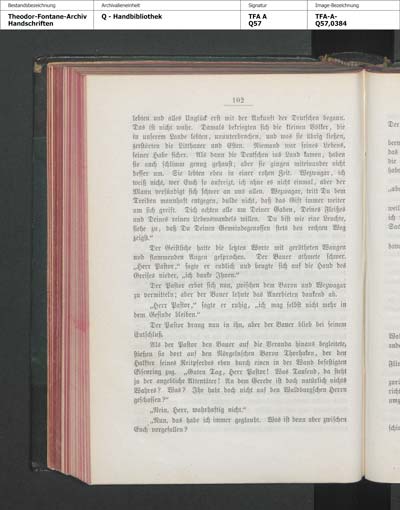 Bestandsbezeichnung
Archivalieneinheit
Signatur
Image-Bezeichnung
Theodor-Fontane-Archiv
Handschriften
Q - Handbibliothek
TFA A
Q57
TFA-A-
Q57,0384
102
lebten und alles Unglück erst mit der Ankunft der Deutschen begann.
Das ist nicht wahr. Damals bekriegten sich die kleinen Völker, die
in unserem Lande lebten, ununterbrochen, und was sie übrig ließen,
zerstörten die Litthauer und Esten. Niemand war seines Lebens,
seiner Habe sicher. Als dann die Deutschen ins Land kamen, haben
sie auch schlimm genug gehaust; aber sie gingen miteinander nicht
besser um. Sie lebten eben in einer rohen Zeit. Wezwagar, ich
weiß nicht, wer Euch so aufreizt, ich ahne es nicht einmal, aber der
Mann versündigt sich schwer an uns allen. Wezwagar, tritt Du dem
Treiben mannhaft entgegen, dulde nicht, daß das Gift immer weiter
um sich greift. Dich achten alle um Deiner Gaben, Deines Fleißes
und Deines reinen Lebenswandels willen. Du bist wie eine Leuchte,
siehe zu, daß Du Deinen Gemeindegenossen stets den rechten Weg
zeigst."
Der Geistliche hatte die letzten Worte mit gerötheten Wangen
und flammenden Augen gesprochen. Der Bauer athmete schwer.
„Herr Pastor," sagte er endlich und beugte sich auf die Hand des
Greises nieder, „ich danke Ihnen."
Der Pastor erbot sich nun, zwischen dem Baron und Wezwagar
zu vermitteln; aber der Bauer lehnte das Anerbieten dankend ab.
„Herr Pastor," sagte er ruhig, „ich mag selbst nicht mehr in
dem Gesinde bleiben."
Der Pastor drang nun in ihn, aber der Bauer blieb bei seinem
Entschluß.
Als der Pastor den Bauer auf die Veranda hinaus begleitete,
stießen sie dort auf den
Baron
der den
Halfter seines Reitpferdes eben durch einen in der Wand befestigten
Eisenring zog. „Guten Tag, Herr Pastor! Was Tausend, da steht
ja der angebliche Attentäter! An dem Gerede ist doch natürlich nichts
Wahres? Was? Ihr habt doch nicht auf den Waldburgschen Herrn
geschossen?"
„Nein, Herr, wahrhaftig nicht."
„Nun, das habe ich immer geglaubt. Was ist denn aber zwischen
Euch vorgefallen?